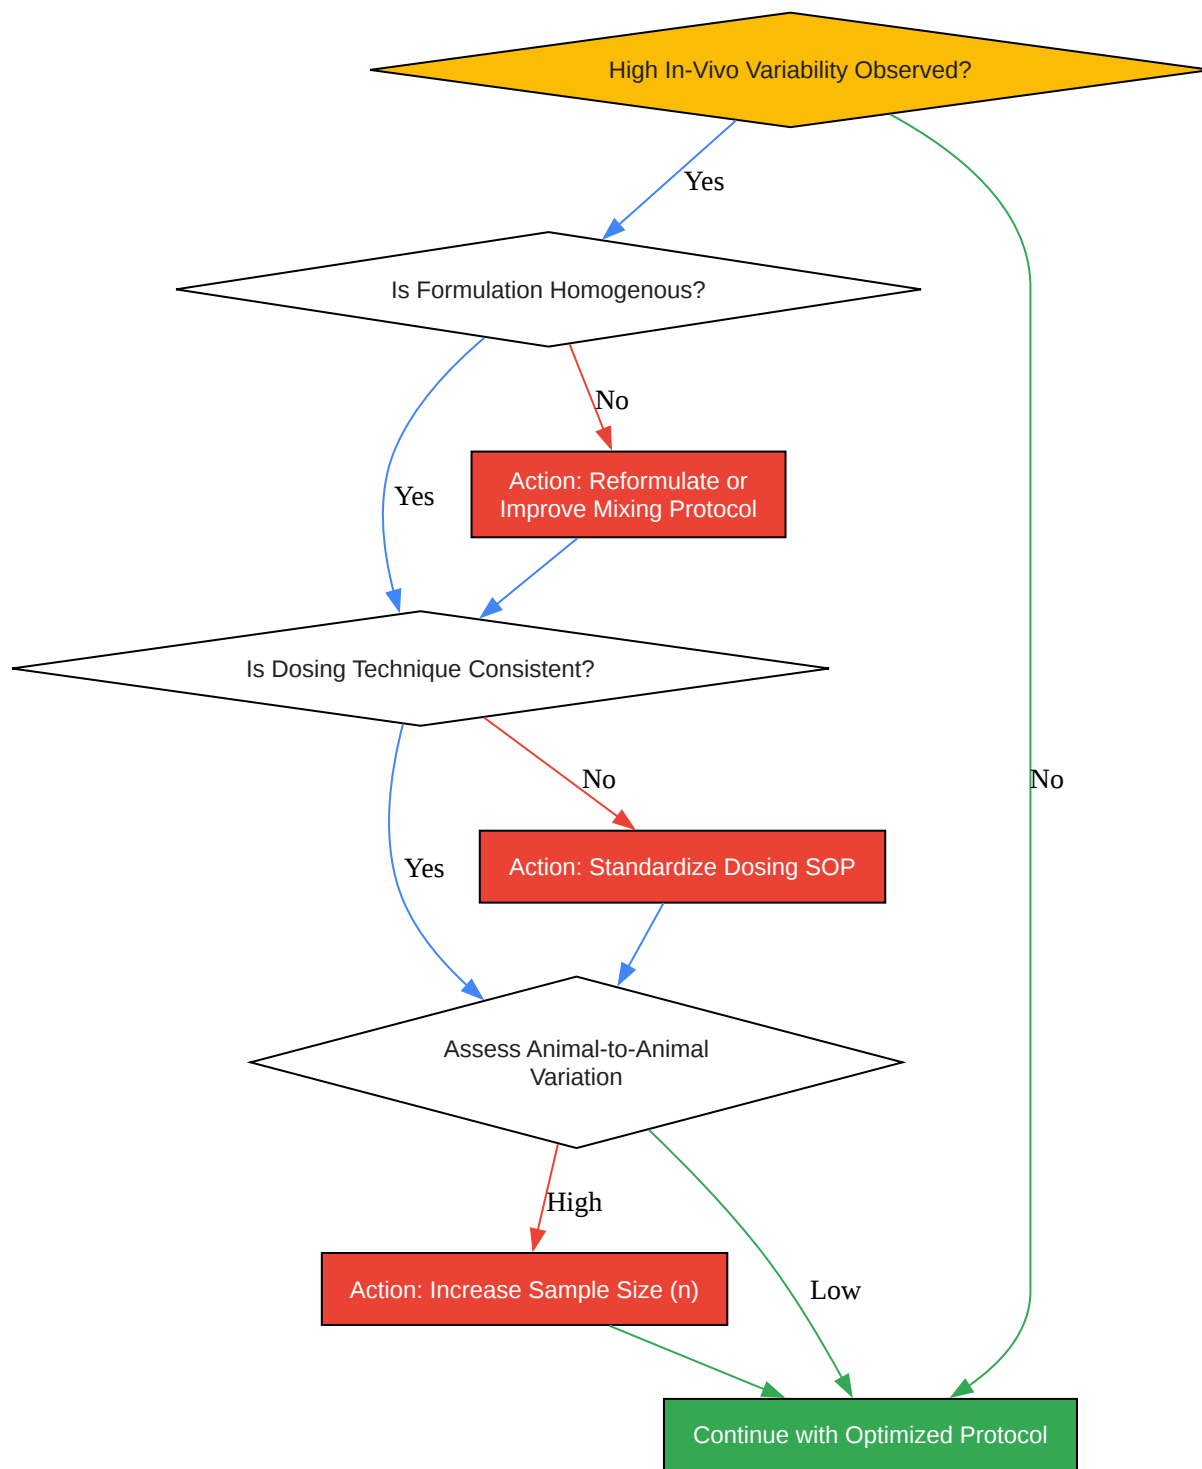 High In-Vivo Variability Observed?
Yes
Is Formulation Homogenous?
No
Action: Reformulate or
Improve Mixing Protocol
Yes
Is Dosing Technique Consistent?
No
No
Action: Standardize Dosing SOP
Yes
Assess Animal-to-Animal
Variation
High
Action: Increase Sample Size (n)
Low
Continue with Optimized Protocol